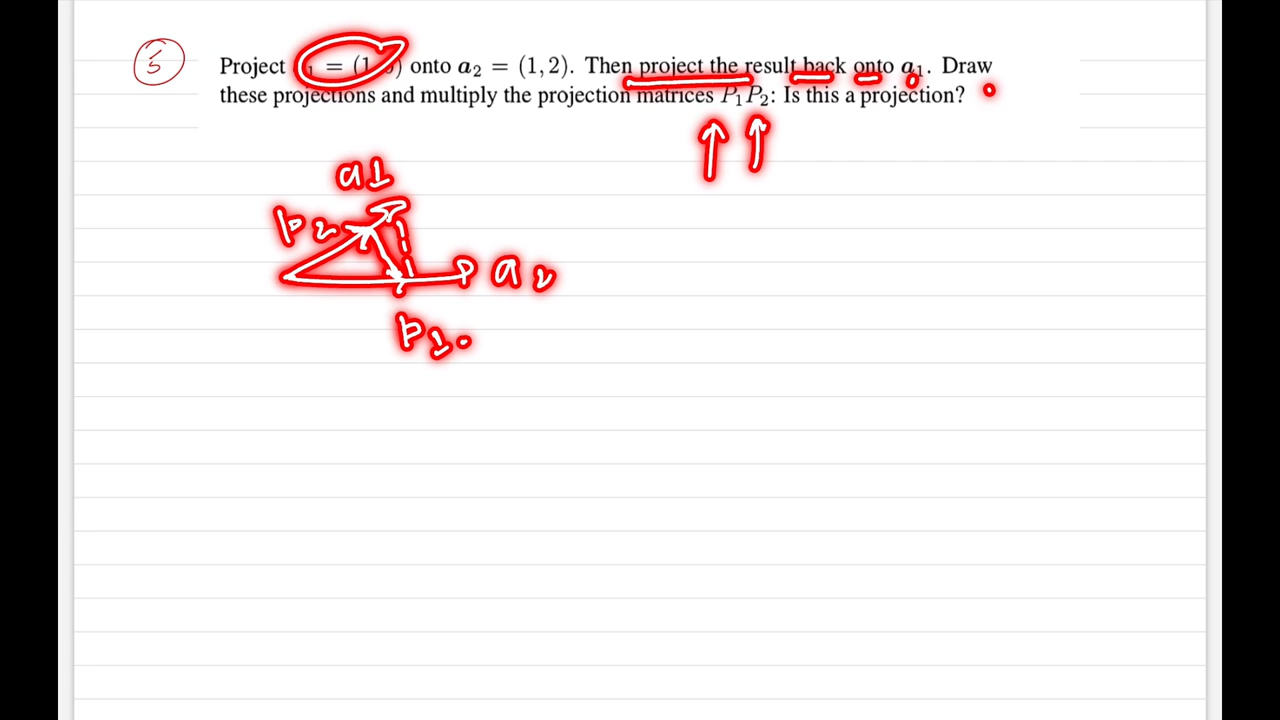 5
Project = (1 ) onto a₂ = (1, 2). Then project the result back onto a₁. Draw
these projections and multiply the projection matrices P₁P₂: Is this a projection?
a1
p2
a2
p1.